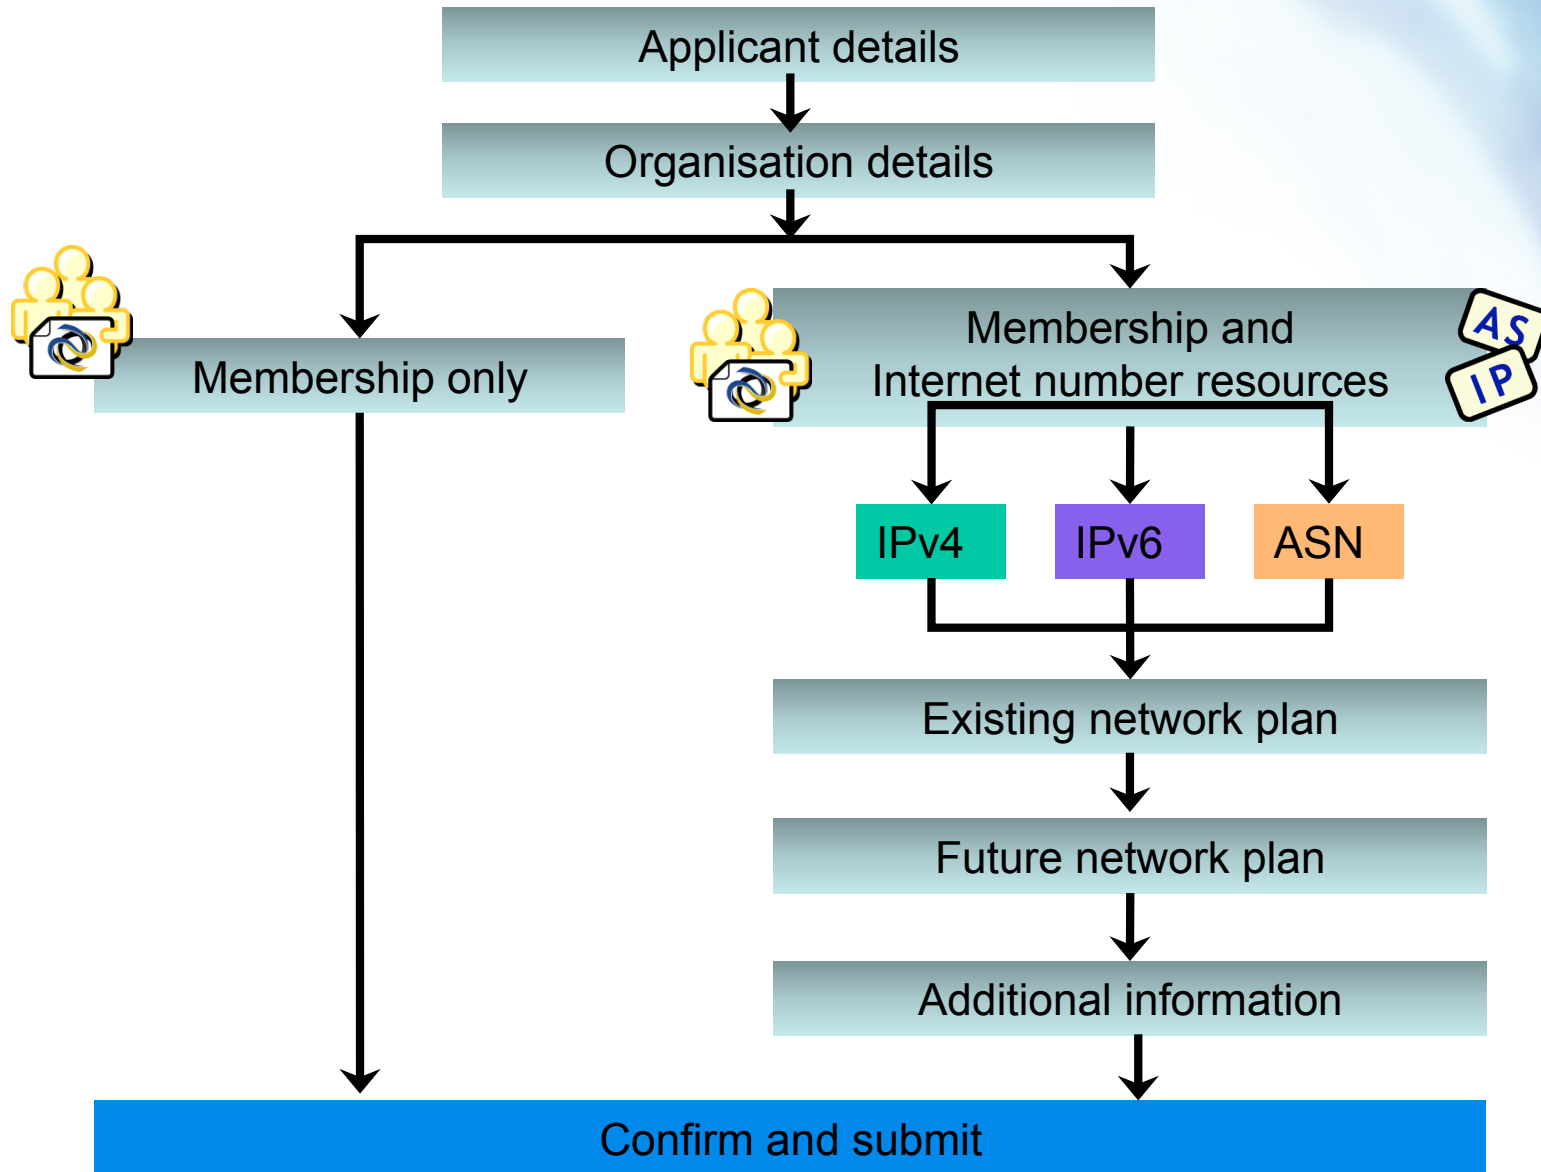 Applicant details
Organisation details
Membership only
Membership and
Internet number resources
AS
IP
IPv4
IPv6
ASN
Existing network plan
Future network plan
Additional information
Confirm and submit